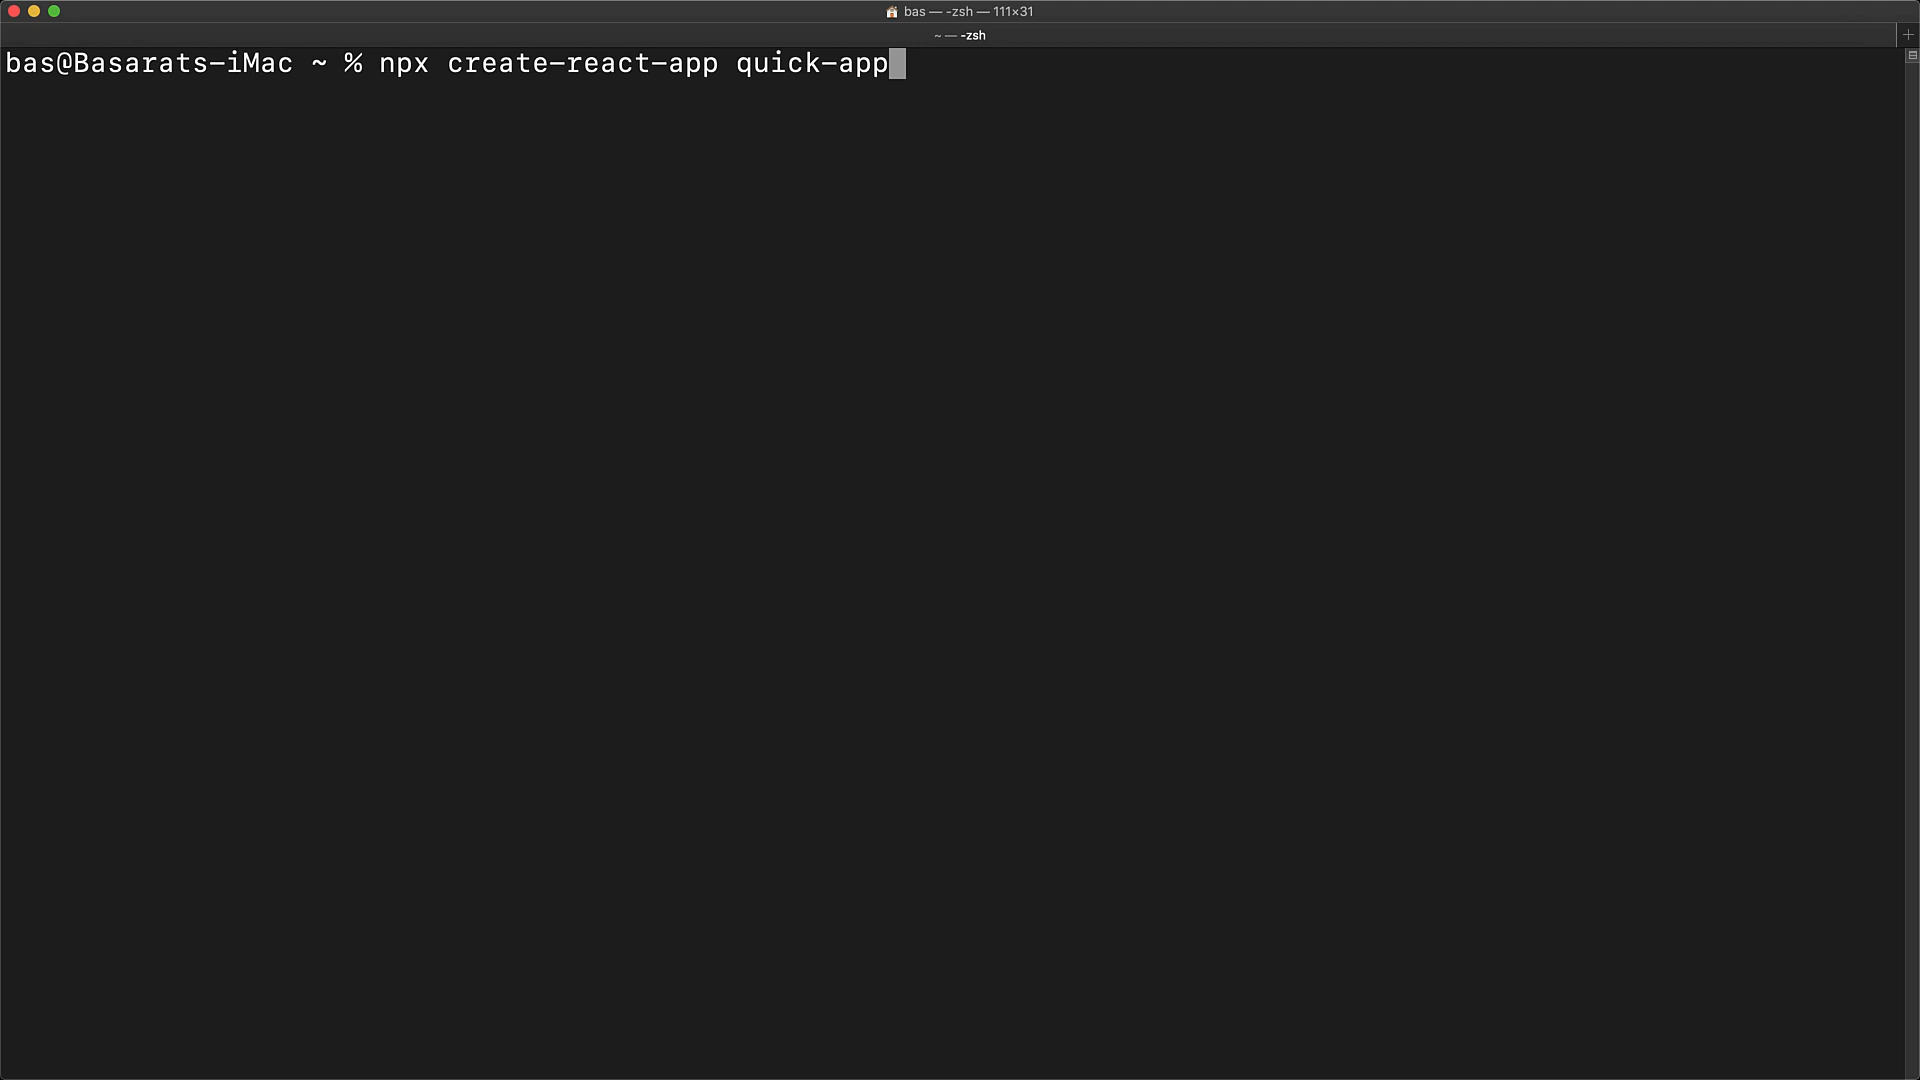 bas — -zsh — 111×31
~ — -zsh
bas@Basarats-iMac ~ % npx create-react-app quick-app